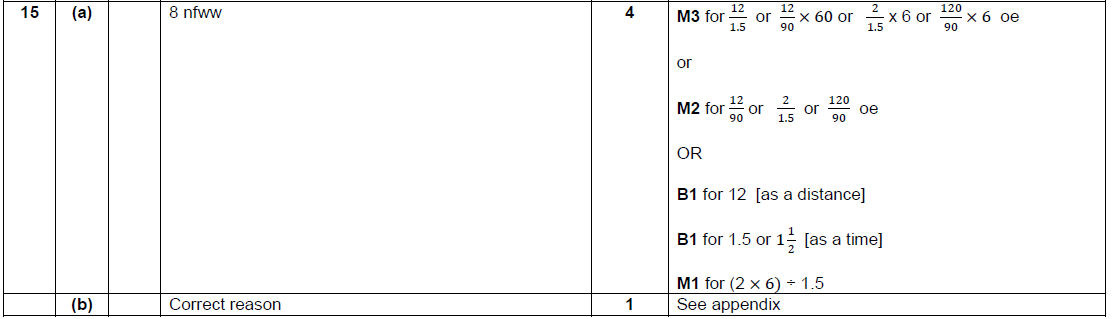 15 (a) 8 nfww 4 M3 for 12/1.5 or 12/90 × 60 or 2/1.5 x 6 or 120/90 × 6 oe
or
M2 for 12/90 or 2/1.5 or 120/90 oe
OR
B1 for 12 [as a distance]
B1 for 1.5 or 1 1/2 [as a time]
M1 for (2 × 6) ÷ 1.5
(b) Correct reason 1 See appendix